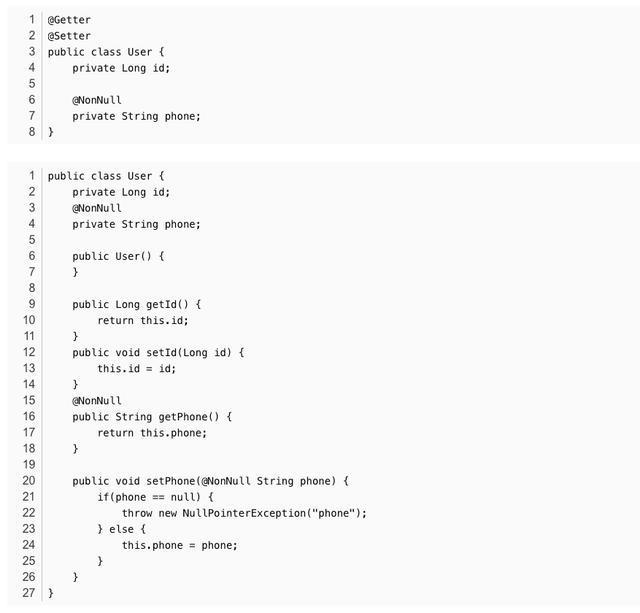 1 @Getter
2 @Setter
3 public class User {
4     private Long id;
5
6     @NonNull
7     private String phone;
8 }
1 public class User {
2     private Long id;
3     @NonNull
4     private String phone;
5
6     public User() {
7     }
8
9     public Long getId() {
10         return this.id;
11     }
12     public void setId(Long id) {
13         this.id = id;
14     }
15     @NonNull
16     public String getPhone() {
17         return this.phone;
18     }
19
20     public void setPhone(@NonNull String phone) {
21         if(phone == null) {
22             throw new NullPointerException("phone");
23         } else {
24             this.phone = phone;
25         }
26     }
27 }